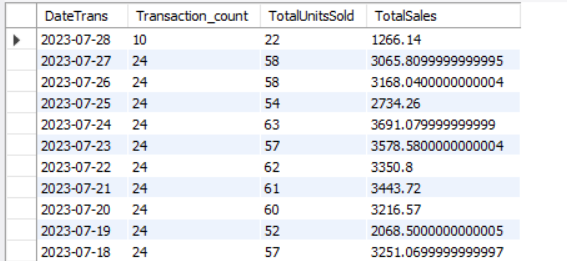 DateTrans Transaction_count TotalUnitsSold TotalSales
2023-07-28 10 22 1266.14
2023-07-27 24 58 3065.8099999999995
2023-07-26 24 58 3168.0400000000004
2023-07-25 24 54 2734.26
2023-07-24 24 63 3691.079999999999
2023-07-23 24 57 3578.5800000000004
2023-07-22 24 62 3350.8
2023-07-21 24 61 3443.72
2023-07-20 24 60 3216.57
2023-07-19 24 52 2068.5000000000005
2023-07-18 24 57 3251.0699999999997